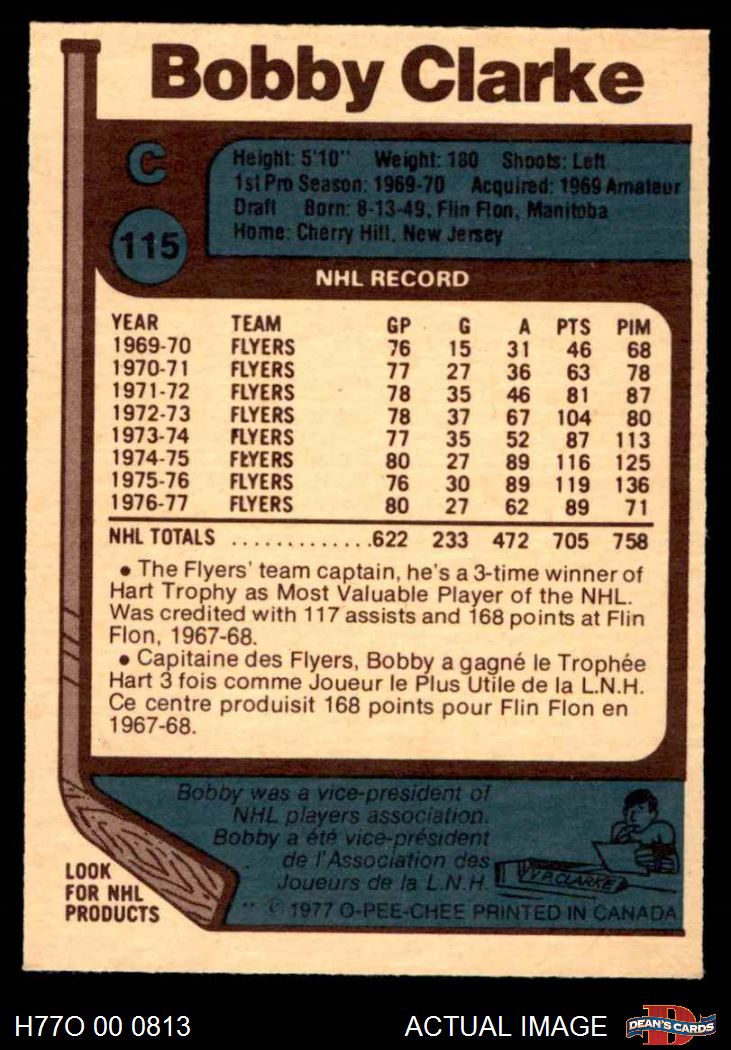 Bobby Clarke
C
Height: 5'10" Weight: 180 Shoots: Left
1st Pro Season: 1969-70 Acquired: 1969 Amateur
Draft Born: 8-13-49, Flin Flon, Manitoba
Home: Cherry Hill, New Jersey
115
NHL RECORD
YEAR TEAM GP G A PTS PIM
1969-70 FLYERS 76 15 31 46 68
1970-71 FLYERS 77 27 36 63 78
1971-72 FLYERS 78 35 46 81 87
1972-73 FLYERS 78 37 67 104 80
1973-74 FLYERS 77 35 52 87 113
1974-75 FLYERS 80 27 89 116 125
1975-76 FLYERS 76 30 89 119 136
1976-77 FLYERS 80 27 62 89 71
NHL TOTALS .............622 233 472 705 758
• The Flyers' team captain, he's a 3-time winner of
Hart Trophy as Most Valuable Player of the NHL.
Was credited with 117 assists and 168 points at Flin
Flon, 1967-68.
• Capitaine des Flyers, Bobby a gagné le Trophée
Hart 3 fois comme Joueur le Plus Utile de la L.N.H.
Ce centre produisit 168 points pour Flin Flon en
1967-68.
Bobby was a vice-president of
NHL players association.
Bobby a été vice-président
de l'Association des
Joueurs de la L.N.H.
V.P. CLARKE
LOOK
FOR NHL
PRODUCTS
© 1977 O-PEE-CHEE PRINTED IN CANADA
H77O 00 0813 ACTUAL IMAGE
D
DEAN'S CARDS